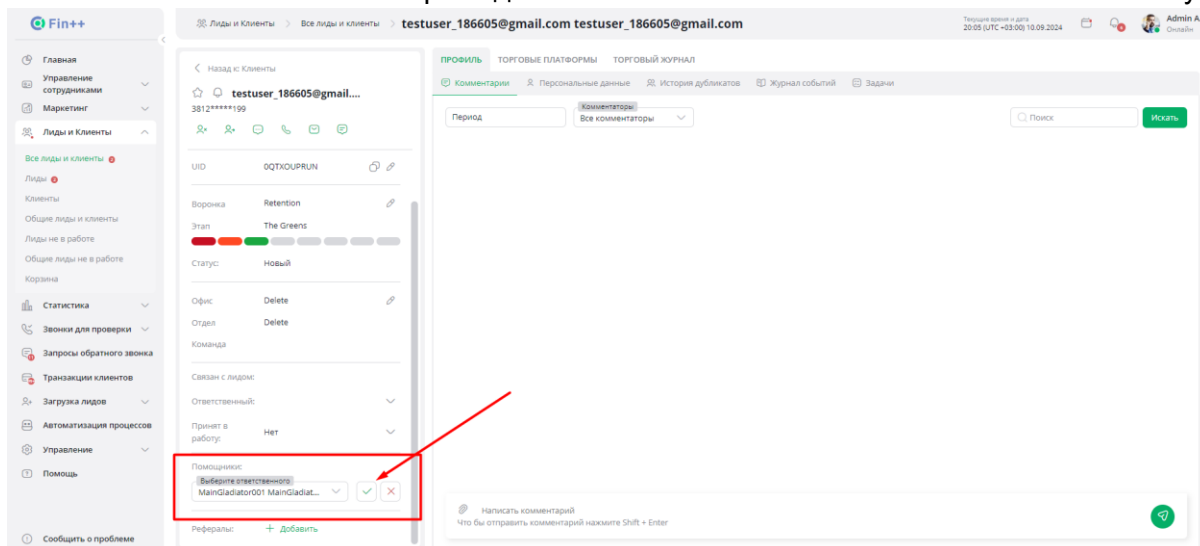 Fin++
Лиды и Клиенты > Все лиды и клиенты > testuser_186605@gmail.com testuser_186605@gmail.com
Текущие время и дата
20:05 (UTC +03:00) 10.09.2024
Admin A
Онлайн
Главная
Управление
сотрудниками
Маркетинг
Лиды и Клиенты
Все лиды и клиенты
Лиды
Клиенты
Общие лиды и клиенты
Лиды не в работе
Общие лиды не в работе
Корзина
Статистика
Звонки для проверки
Запросы обратного звонка
Транзакции клиентов
Загрузка лидов
Автоматизация процессов
Управление
Помощь
Сообщить о проблеме
Назад к: Клиенты
testuser_186605@gmail....
3812*****199
UID 0QTXOUPRUN
Воронка Retention
Этап The Greens
Статус: Новый
Офис Delete
Отдел Delete
Команда
Связан с лидом:
Ответственный:
Принят в
работу: Нет
Помощники:
Выберите ответственного
MainGladiator001 MainGladiat...
Рефералы: + Добавить
ПРОФИЛЬ ТОРГОВЫЕ ПЛАТФОРМЫ ТОРГОВЫЙ ЖУРНАЛ
Комментарии Персональные данные История дубликатов Журнал событий Задачи
Период
Комментаторы
Все комментаторы
Поиск
Искать
Написать комментарий
Что бы отправить комментарий нажмите Shift + Enter